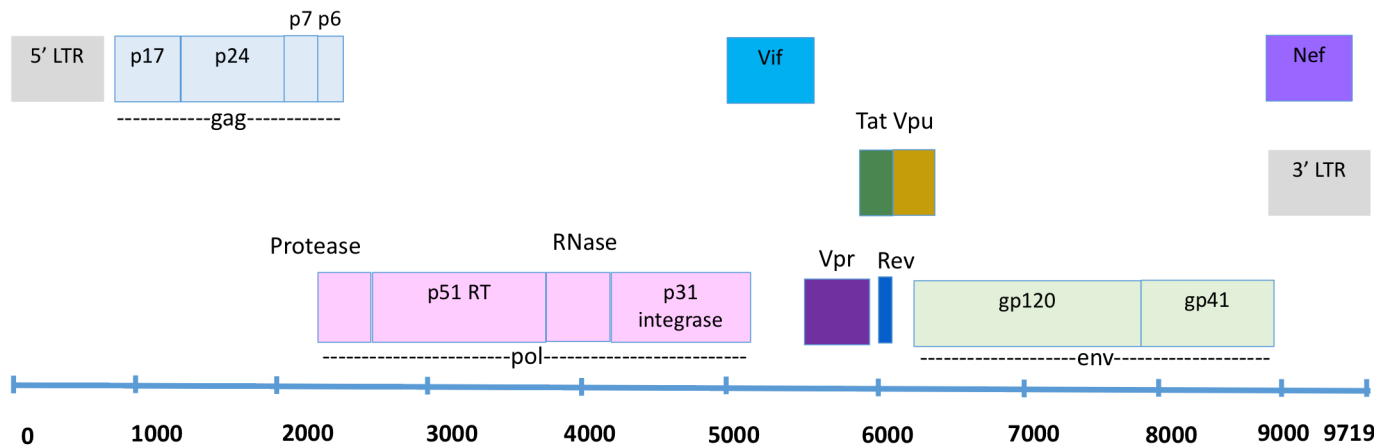 p7 p6
5’ LTR
p17
p24
Vif
Nef
---------------gag------------------
Tat Vpu
3’ LTR
Protease
RNase
Vpr
Rev
p51 RT
p31
integrase
gp120
gp41
--------------------------pol--------------------------------
-------------------------env--------------------------
0
1000
2000
3000
4000
5000
6000
7000
8000
9000
9719